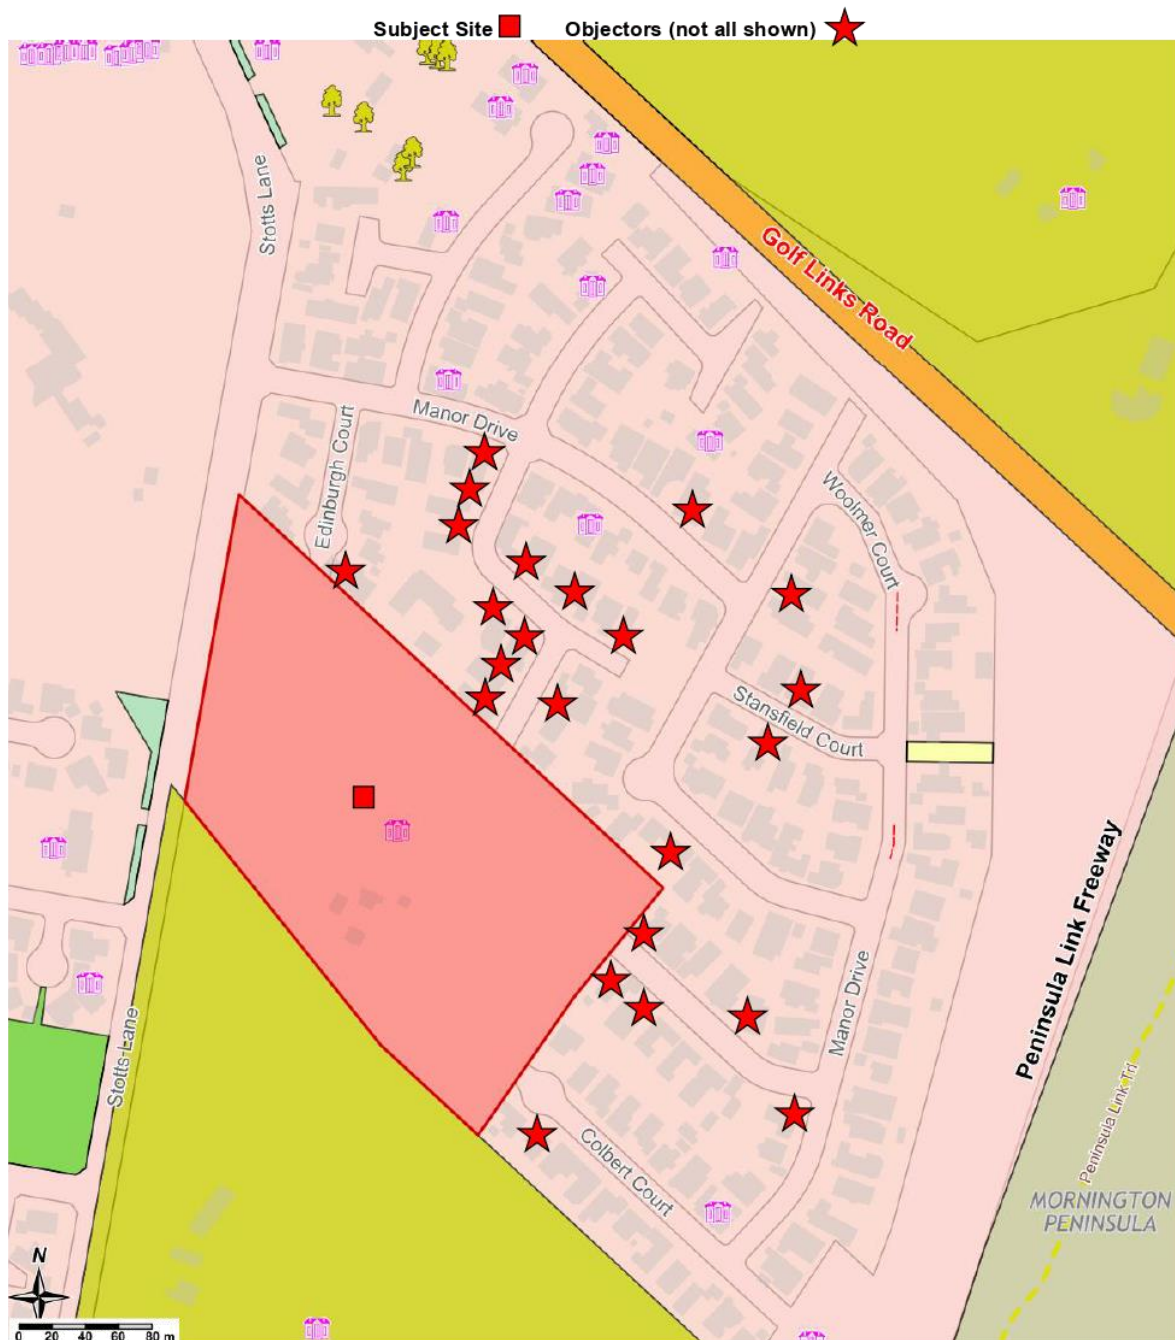 Subject Site Objectors (not all shown)
Stotts Lane
Golf Links Road
Manor Drive
Edinburgh Court
Woolmer Court
Stansfield Court
Peninsula Link Freeway
Manor Drive
Stotts Lane
Colbert Court
Peninsula Link Trl
MORNINGTON
PENINSULA
N
0 20 40 60 80 m